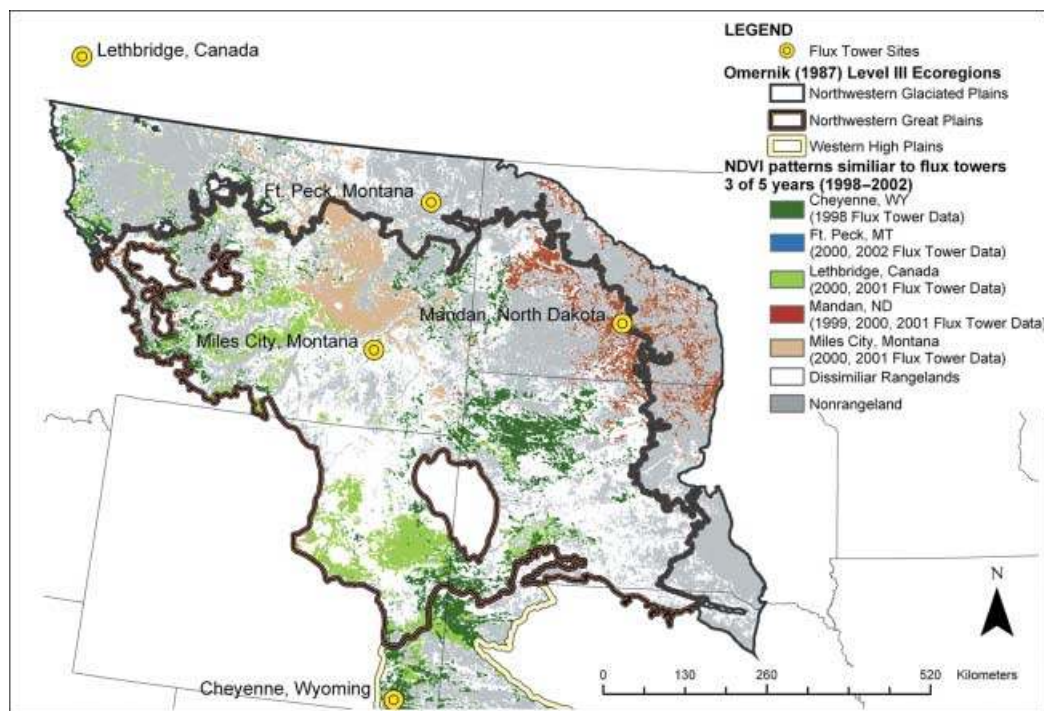 Lethbridge, Canada
Ft. Peck, Montana
Mandan, North Dakota
Miles City, Montana
Cheyenne, Wyoming
LEGEND
Flux Tower Sites
Omernik (1987) Level III Ecoregions
Northwestern Glaciated Plains
Northwestern Great Plains
Western High Plains
NDVI patterns similiar to flux towers
3 of 5 years (1998–2002)
Cheyenne, WY
(1998 Flux Tower Data)
Ft. Peck, MT
(2000, 2002 Flux Tower Data)
Lethbridge, Canada
(2000, 2001 Flux Tower Data)
Mandan, ND
(1999, 2000, 2001 Flux Tower Data)
Miles City, Montana
(2000, 2001 Flux Tower Data)
Dissimilar Rangelands
Nonrangeland
N
0 130 260 520 Kilometers